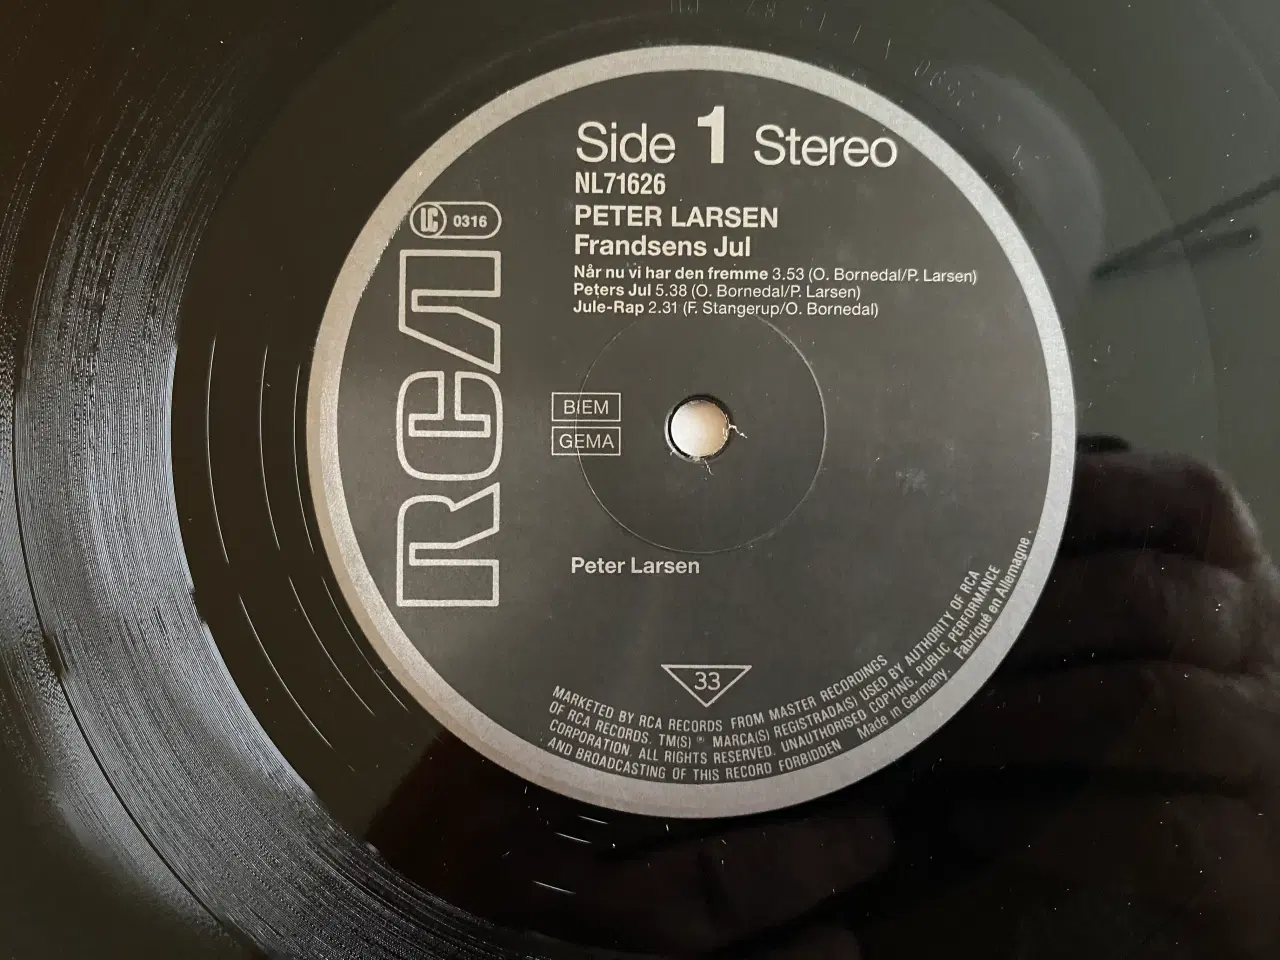 Side 1 Stereo
NL71626
PETER LARSEN
Frandsens Jul
Når nu vi har den fremme 3.53 (O. Bornedal/P. Larsen)
Peters Jul 5.38 (O. Bornedal/P. Larsen)
Jule-Rap 2.31 (F. Stangerup/O. Bornedal)
LC 0316
RCA
BIEM
GEMA
Peter Larsen
33
MARKETED BY RCA RECORDS FROM MASTER RECORDINGS
OF RCA RECORDS. TM(S) ® MARCA(S) REGISTRADA(S) USED BY AUTHORITY OF RCA
CORPORATION. ALL RIGHTS RESERVED. UNAUTHORISED COPYING, PUBLIC PERFORMANCE
AND BROADCASTING OF THIS RECORD FORBIDDEN Made in Germany. Fabriqué en Allemagne.